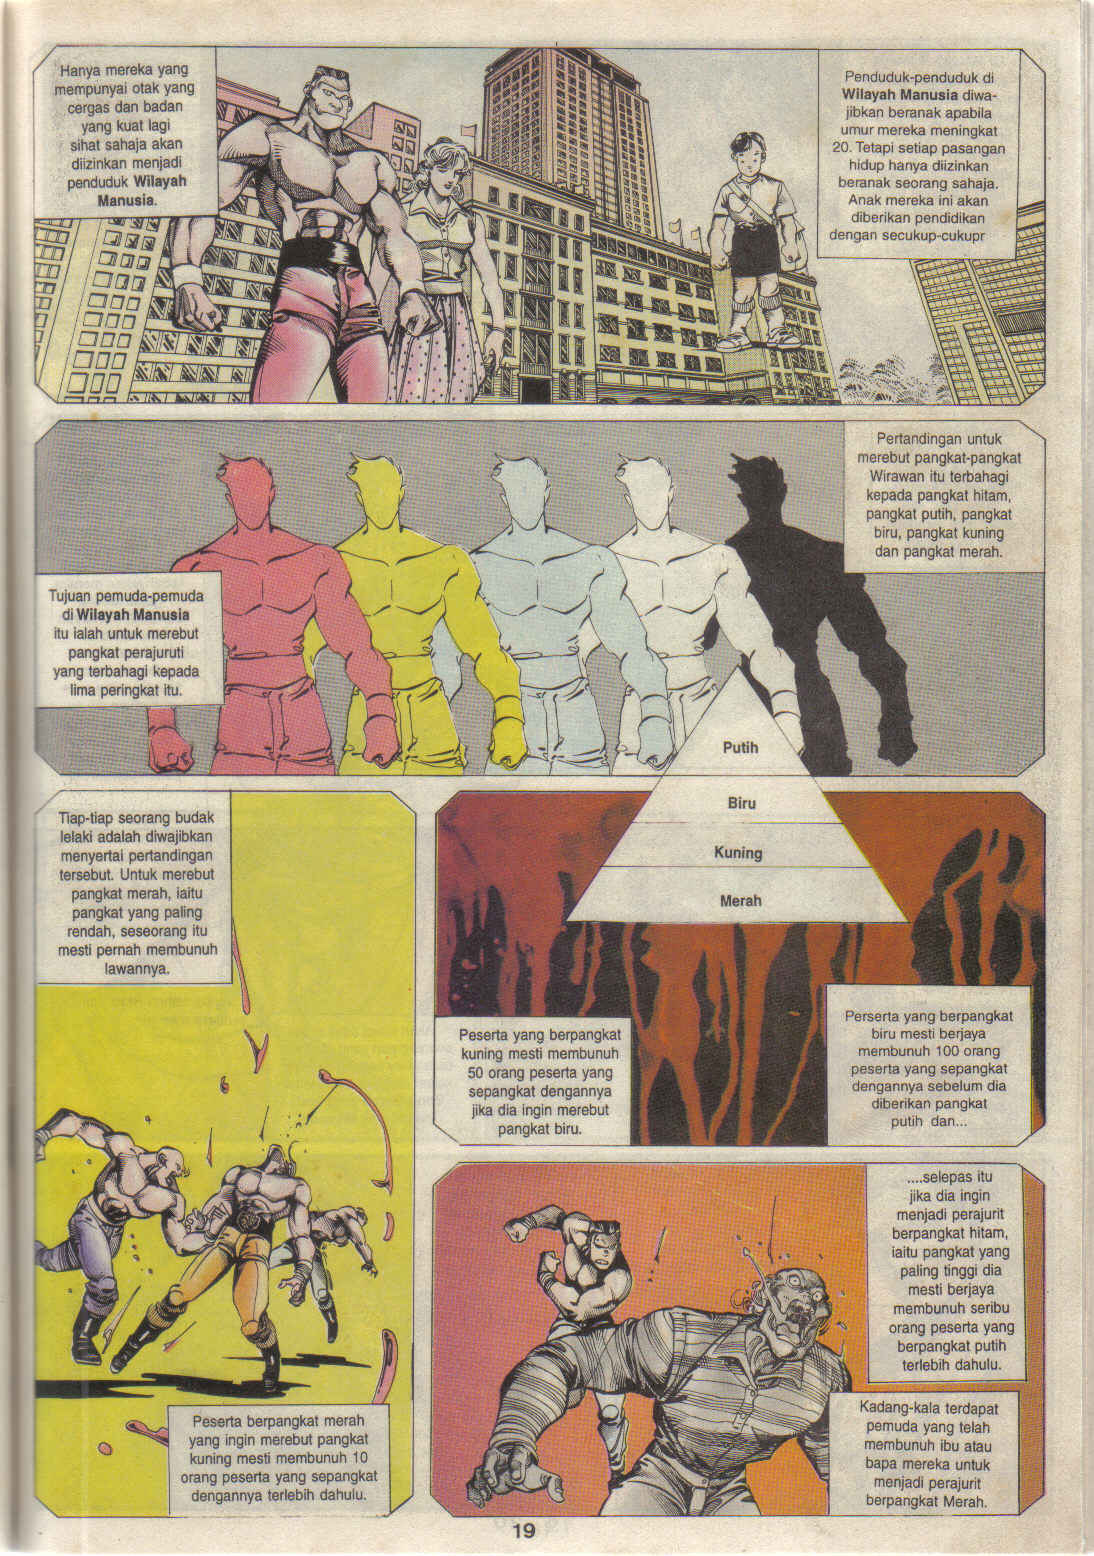 Hanya mereka yang
mempunyai otak yang
cergas dan badan
yang kuat lagi
sihat sahaja akan
diizinkan menjadi
penduduk Wilayah
Manusia.
Penduduk-penduduk di
Wilayah Manusia diwa-
jibkan beranak apabila
umur mereka meningkat
20. Tetapi setiap pasangan
hidup hanya diizinkan
beranak seorang sahaja.
Anak mereka ini akan
diberikan pendidikan
dengan secukup-cukupr
Pertandingan untuk
merebut pangkat-pangkat
Wirawan itu terbahagi
kepada pangkat hitam,
pangkat putih, pangkat
biru, pangkat kuning
dan pangkat merah.
Tujuan pemuda-pemuda
di Wilayah Manusia
itu ialah untuk merebut
pangkat perajuruti
yang terbahagi kepada
lima peringkat itu.
Putih
Biru
Kuning
Merah
Tiap-tiap seorang budak
lelaki adalah diwajibkan
menyertai pertandingan
tersebut. Untuk merebut
pangkat merah, iaitu
pangkat yang paling
rendah, seseorang itu
mesti pernah membunuh
lawannya.
Peserta yang berpangkat
kuning mesti membunuh
50 orang peserta yang
sepangkat dengannya
jika dia ingin merebut
pangkat biru.
Perserta yang berpangkat
biru mesti berjaya
membunuh 100 orang
peserta yang sepangkat
dengannya sebelum dia
diberikan pangkat
putih dan...
Peserta berpangkat merah
yang ingin merebut pangkat
kuning mesti membunuh 10
orang peserta yang sepangkat
dengannya terlebih dahulu.
....selepas itu
jika dia ingin
menjadi perajurit
berpangkat hitam,
iaitu pangkat yang
paling tinggi dia
mesti berjaya
membunuh seribu
orang peserta yang
berpangkat putih
terlebih dahulu.
Kadang-kala terdapat
pemuda yang telah
membunuh ibu atau
bapa mereka untuk
menjadi perajurit
berpangkat Merah.
19